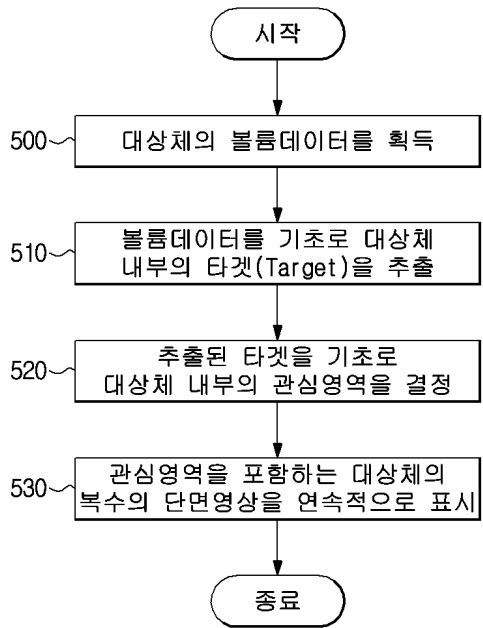 시작
500
대상체의 볼륨데이터를 획득
510
볼륨데이터를 기초로 대상체
내부의 타겟(Target)을 추출
520
추출된 타겟을 기초로
대상체 내부의 관심영역을 결정
530
관심영역을 포함하는 대상체의
복수의 단면영상을 연속적으로 표시
종료